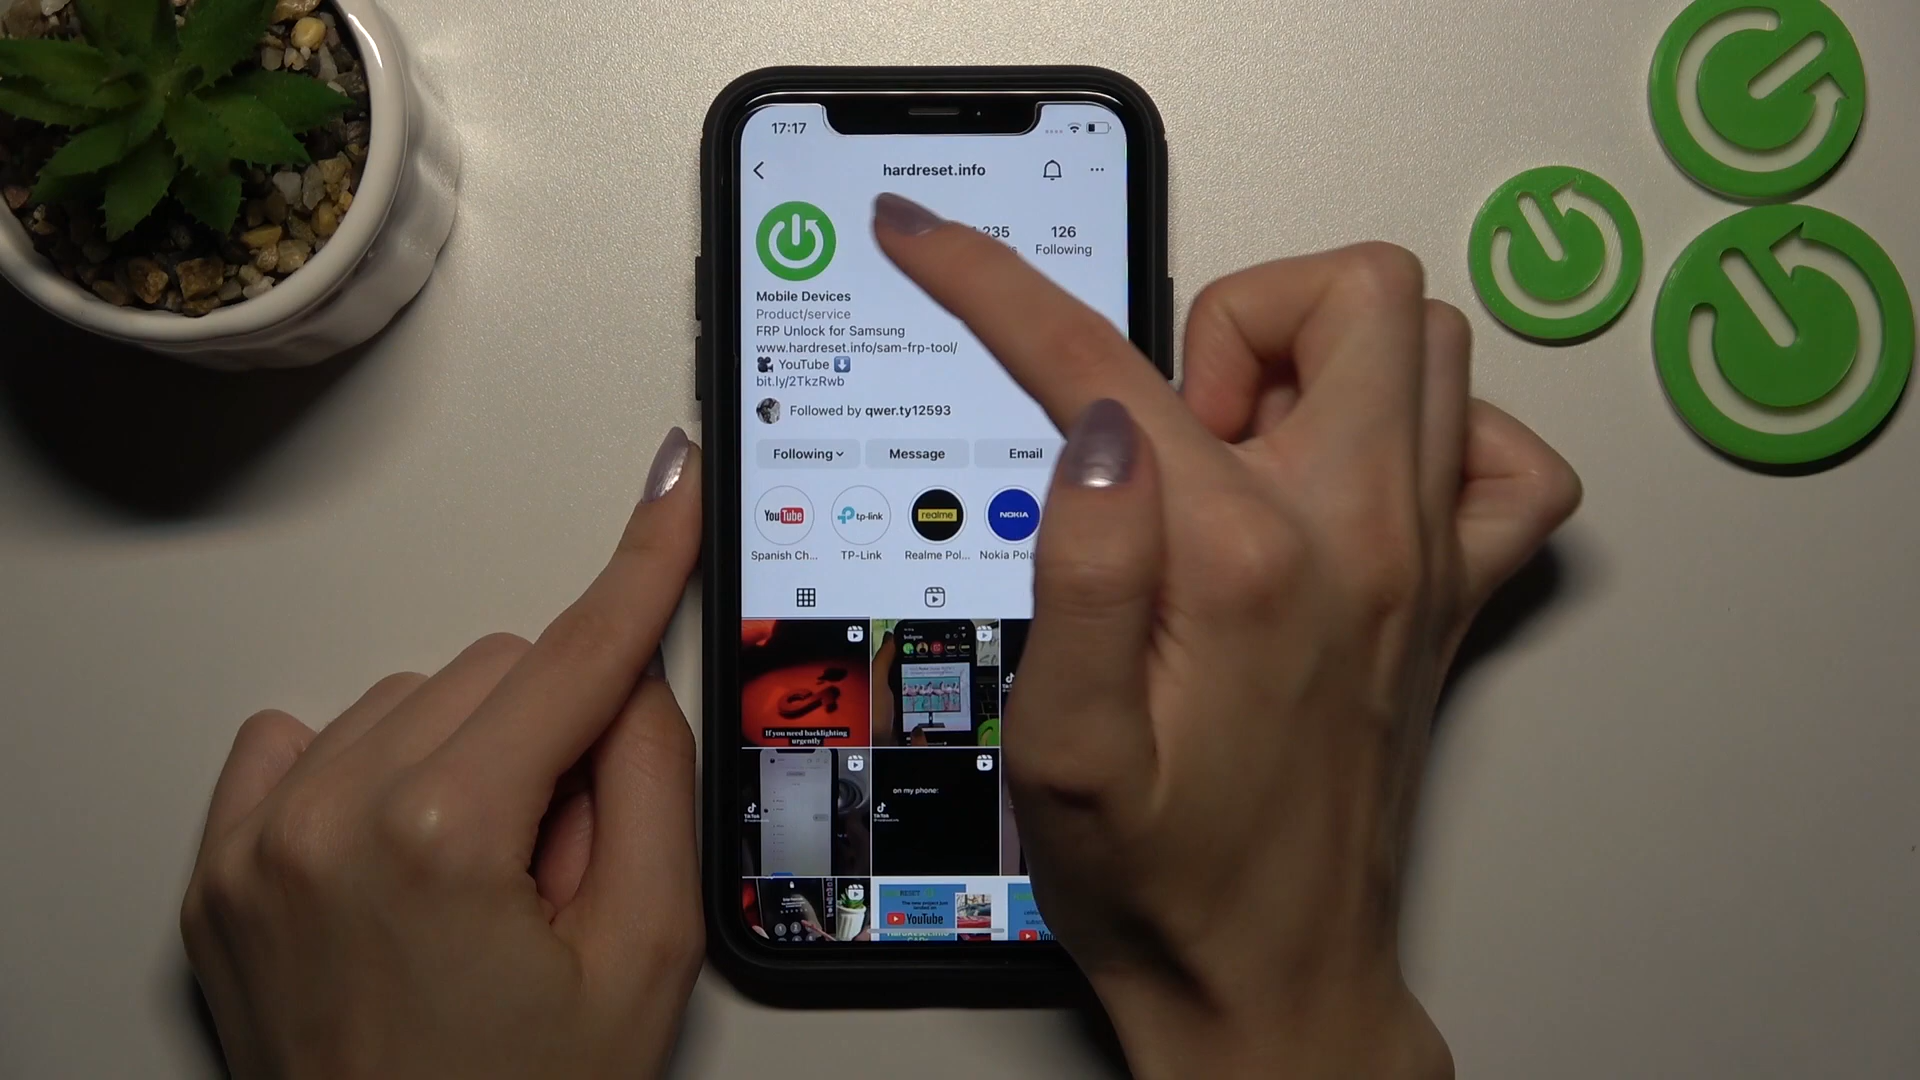 17:17
hardreset.info
235
126
Following
Mobile Devices
Product/service
FRP Unlock for Samsung
www.hardreset.info/sam-frp-tool/
YouTube
bit.ly/2TkzRwb
Followed by qwer.ty12593
Following
Message
Email
YouTube
tp-link
realme
NOKIA
Spanish Ch...
TP-Link
Realme Pol...
Nokia Pola
If you need backlighting
urgently
on my phone:
TikTok
YouTube